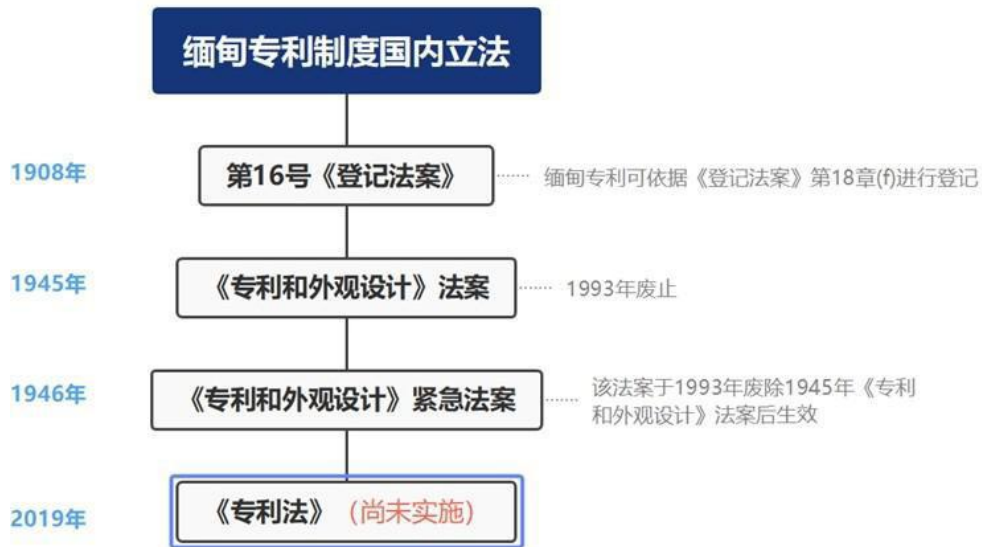 缅甸专利制度国内立法
1908年
第16号《登记法案》
缅甸专利可依据《登记法案》第18章(f)进行登记
1945年
《专利和外观设计》法案
1993年废止
1946年
《专利和外观设计》紧急法案
该法案于1993年废除1945年《专利
和外观设计》法案后生效
2019年
《专利法》（尚未实施）